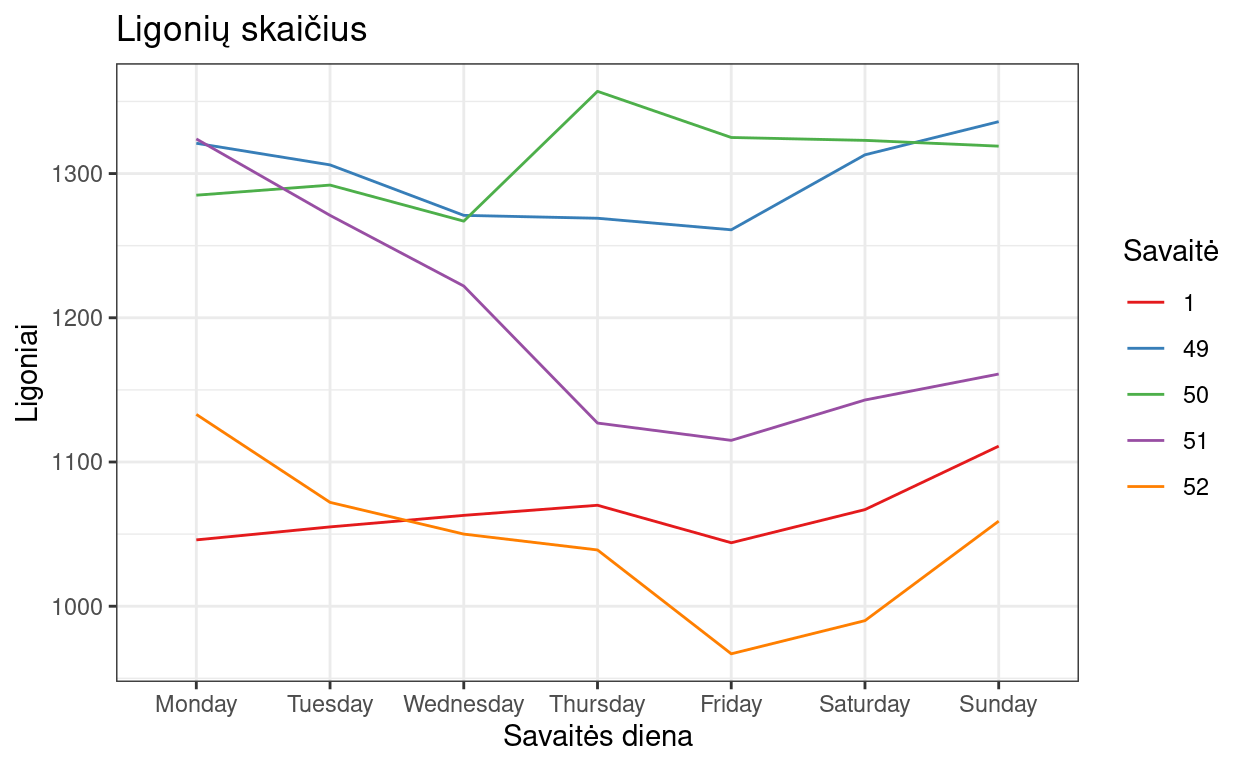 Ligonių skaičius
Ligoniai
1300
1200
1100
1000
Monday Tuesday Wednesday Thursday Friday Saturday Sunday
Savaitės diena
Savaitė
1
49
50
51
52